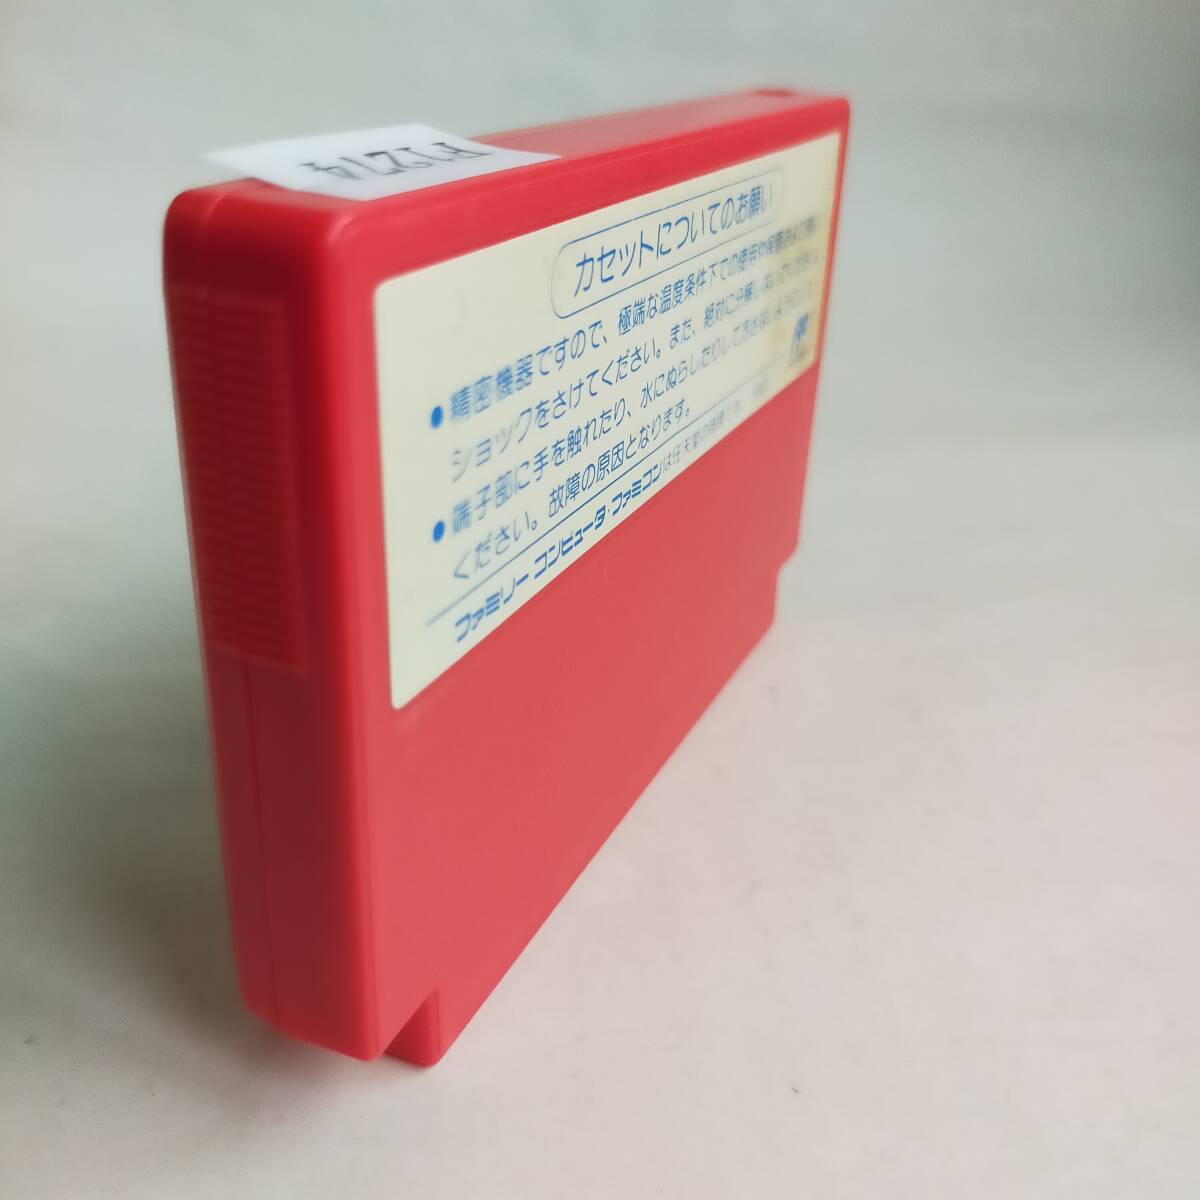 F12274
カセットについてのお願い
●精密機器ですので、極端な温度条件下での使用や保管および強い
ショックをさけてください。また、絶対に分解しないでください。
●端子部に手を触れたり、水にぬらしたりして汚さないようにして
ください。故障の原因となります。
ファミリーコンピュータ・ファミコンは任天堂の商標です。